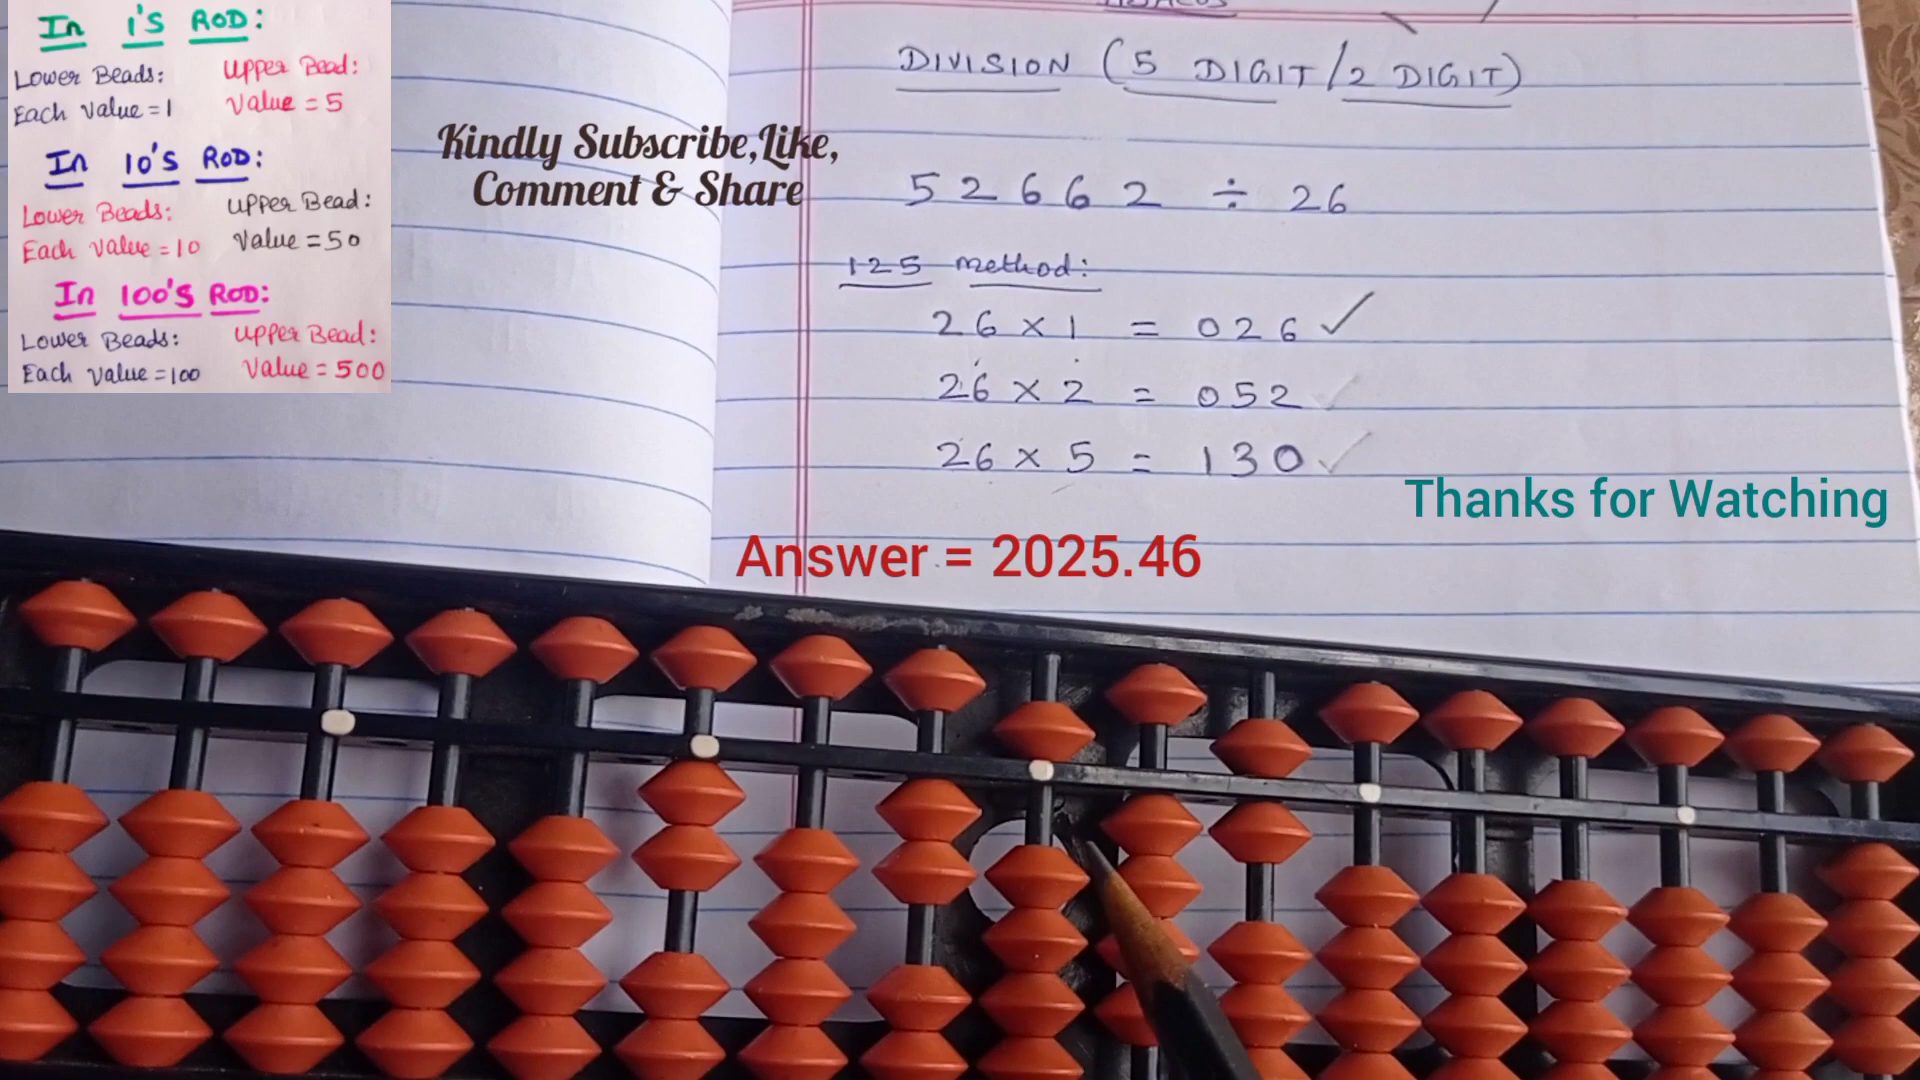 In 1'S ROD:
Lower Beads: Upper Bead:
Each Value = 1 Value = 5
In 10'S ROD:
Lower Beads: Upper Bead:
Each Value = 10 Value = 50
In 100'S ROD:
Lower Beads: Upper Bead:
Each Value = 100 Value = 500
Kindly Subscribe,Like,
Comment & Share
DIVISION (5 DIGIT/2 DIGIT)
52662 ÷ 26
125 method:
26 × 1 = 026 ✓
26 × 2 = 052 ✓
26 × 5 = 130 ✓
Thanks for Watching
Answer = 2025.46